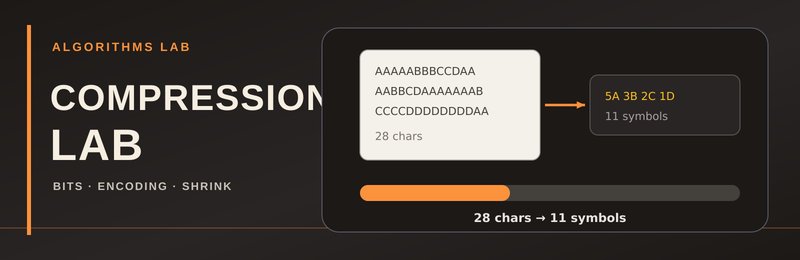 ALGORITHMS LAB
COMPRESSION
LAB
BITS · ENCODING · SHRINK
AAAAABBBCCDAA
AABBCDAAAAAAAB
CCCCDDDDDDDDAA
28 chars
5A 3B 2C 1D
11 symbols
28 chars → 11 symbols